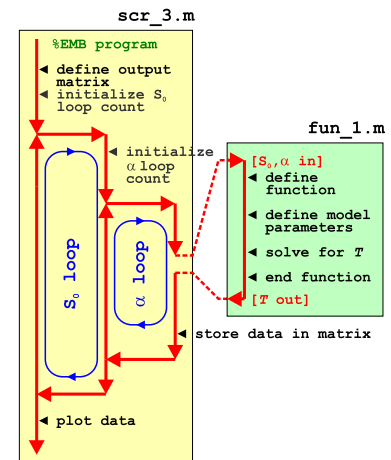 scr_3.m
%EMB program
define output
matrix
initialize S₀
loop count
initialize
α loop
count
S₀ loop
α loop
store data in matrix
plot data
fun_1.m
[S₀,α in]
define
function
define model
parameters
solve for T
end function
[T out]